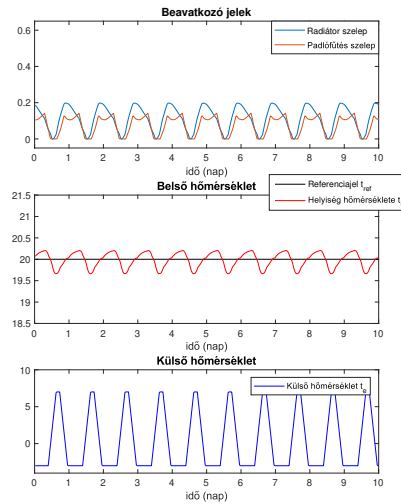 Beavatkozó jelek
Radiátor szelep
Padlófűtés szelep
0.6
0.4
0.2
0
0 1 2 3 4 5 6 7 8 9 10
idő (nap)
Belső hőmérséklet
Referenciajel t_ref
Helyiség hőmérséklete t
21.5
21
20.5
20
19.5
19
18.5
0 1 2 3 4 5 6 7 8 9 10
idő (nap)
Külső hőmérséklet
Külső hőmérséklet t_e
10
5
0
0 1 2 3 4 5 6 7 8 9 10
idő (nap)